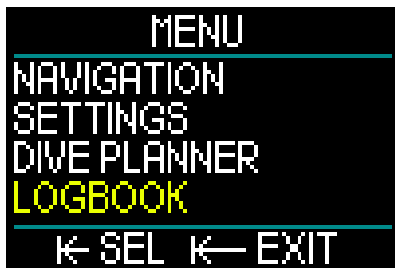 MENU
NAVIGATION
SETTINGS
DIVE PLANNER
LOGBOOK
SEL EXIT